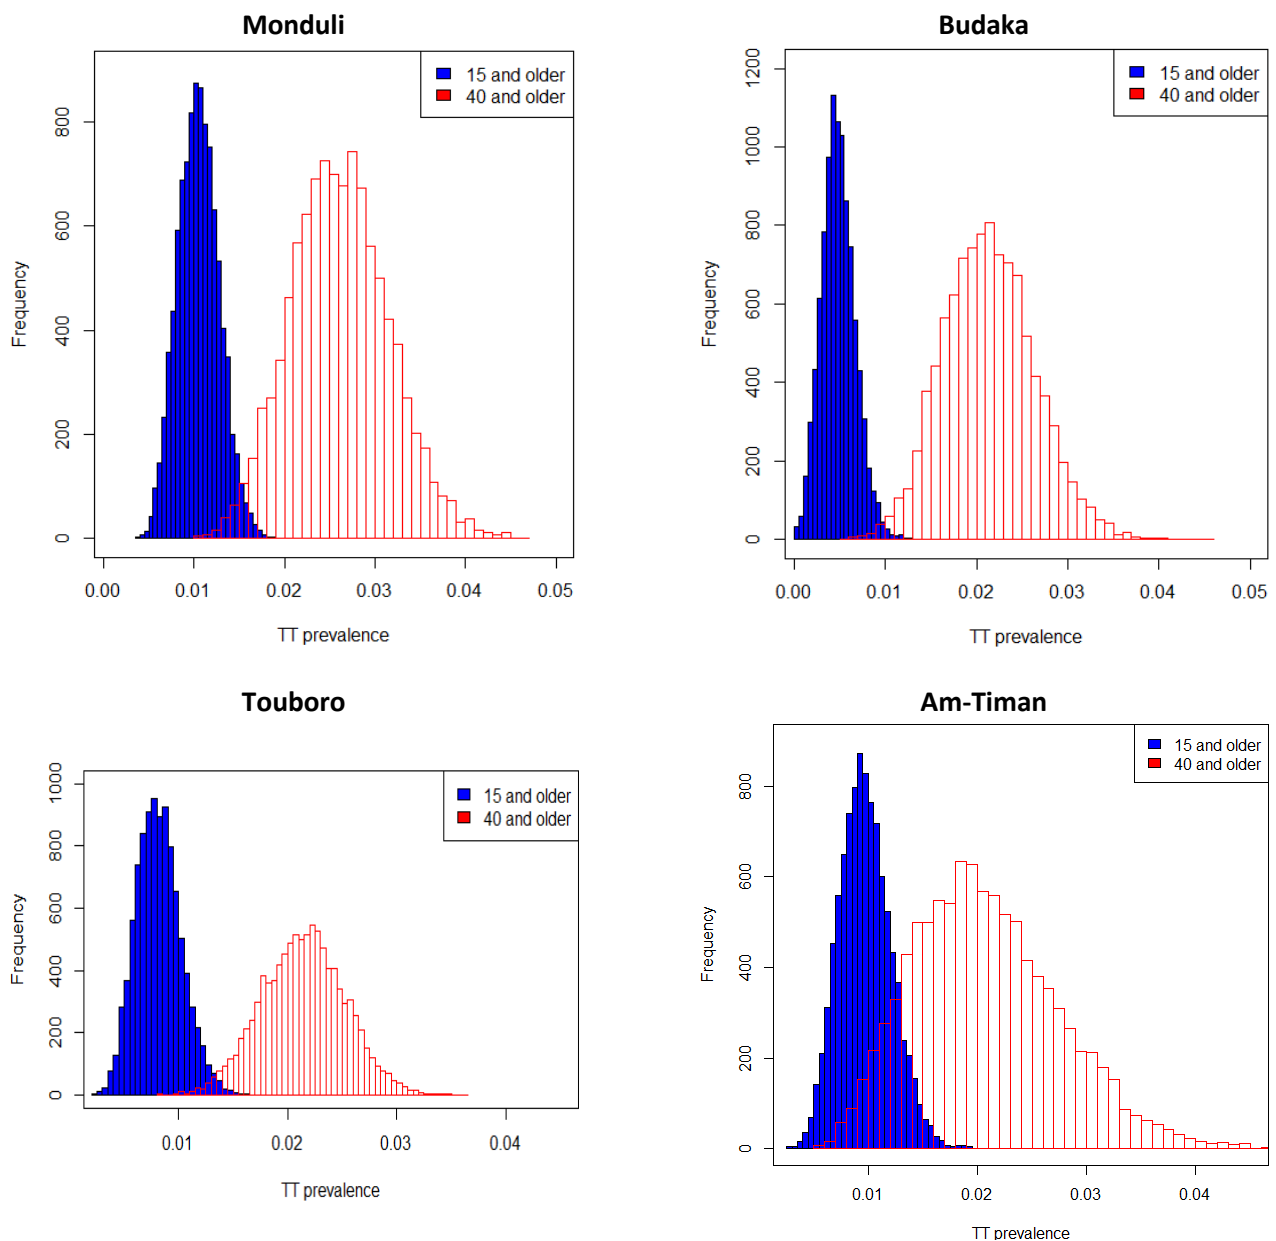 Monduli
15 and older
40 and older
Frequency
0
200
400
600
800
0.00 0.01 0.02 0.03 0.04 0.05
TT prevalence
Budaka
15 and older
40 and older
Frequency
0
200
400
600
800
1000
1200
0.00 0.01 0.02 0.03 0.04 0.05
TT prevalence
Touboro
15 and older
40 and older
Frequency
0
200
400
600
800
1000
0.01 0.02 0.03 0.04
TT prevalence
Am-Timan
15 and older
40 and older
Frequency
0
200
400
600
800
0.01 0.02 0.03 0.04
TT prevalence